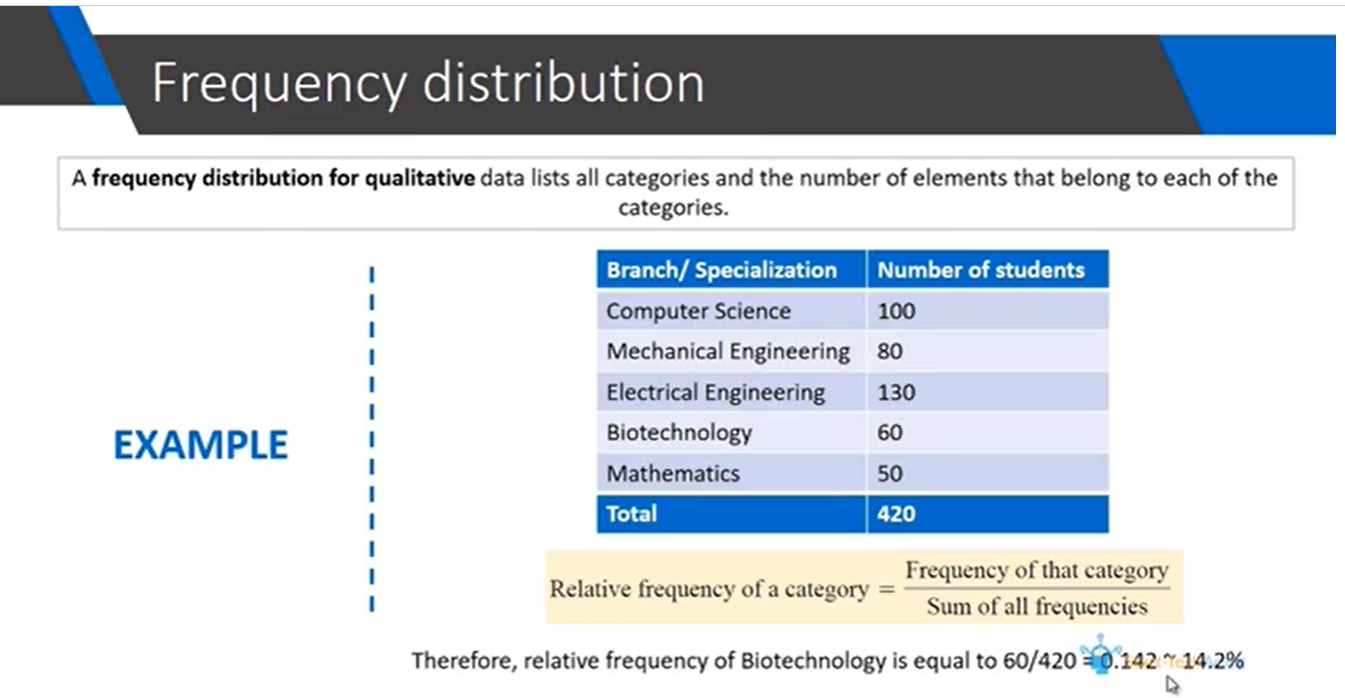 Frequency distribution
A frequency distribution for qualitative data lists all categories and the number of elements that belong to each of the
categories.
Branch/ Specialization Number of students
Computer Science 100
Mechanical Engineering 80
Electrical Engineering 130
Biotechnology 60
Mathematics 50
Total 420
EXAMPLE
Relative frequency of a category = Frequency of that category
Sum of all frequencies
Therefore, relative frequency of Biotechnology is equal to 60/420 = 0.142 ~ 14.2%